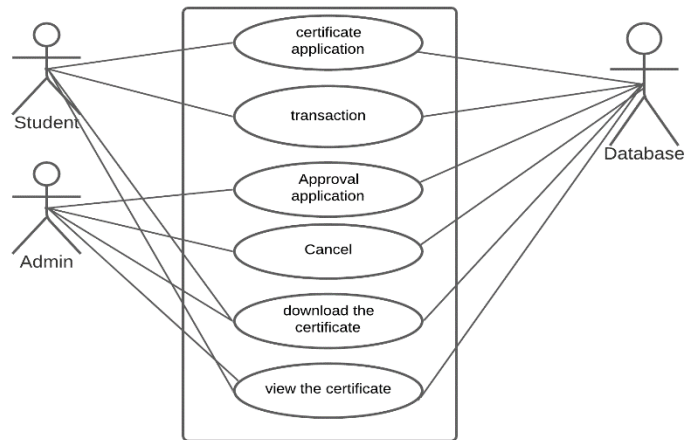 certificate
application
transaction
Student
Database
Approval
application
Cancel
Admin
download the
certificate
view the certificate